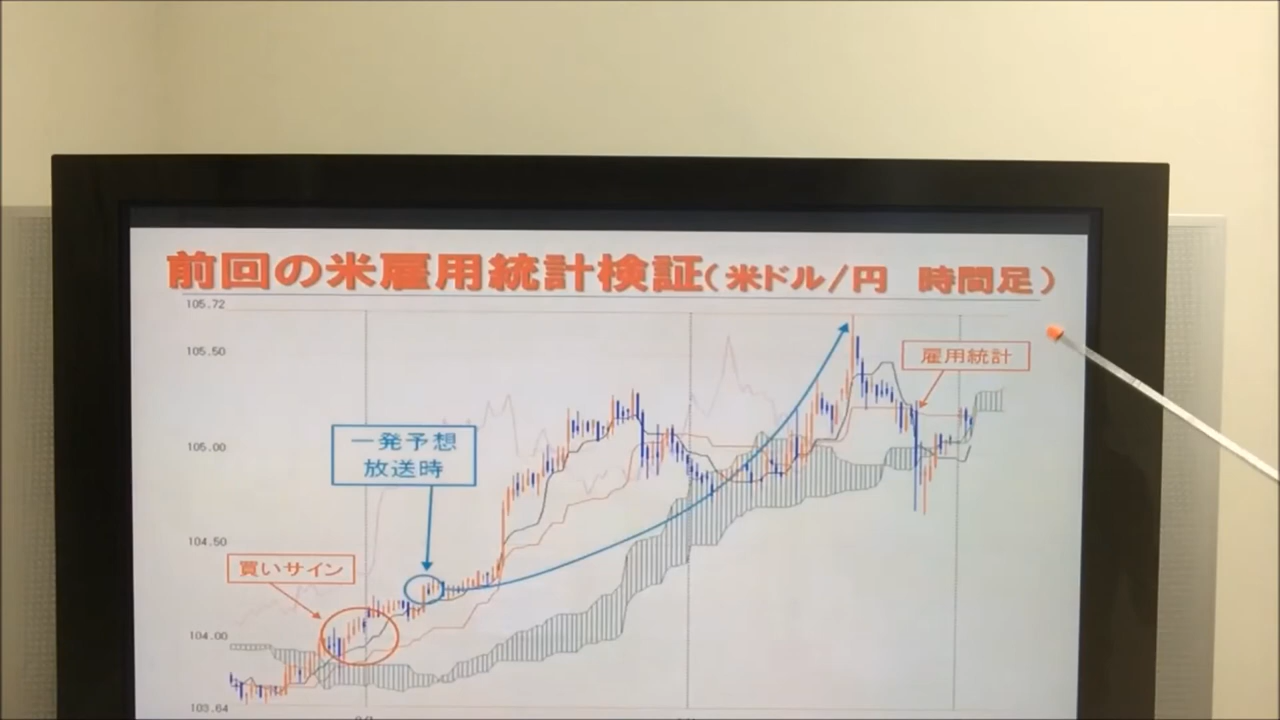 前回の米雇用統計検証(米ドル/円 時間足)
105.72
105.50
雇用統計
一発予想
放送時
105.00
104.50
買いサイン
104.00
103.64